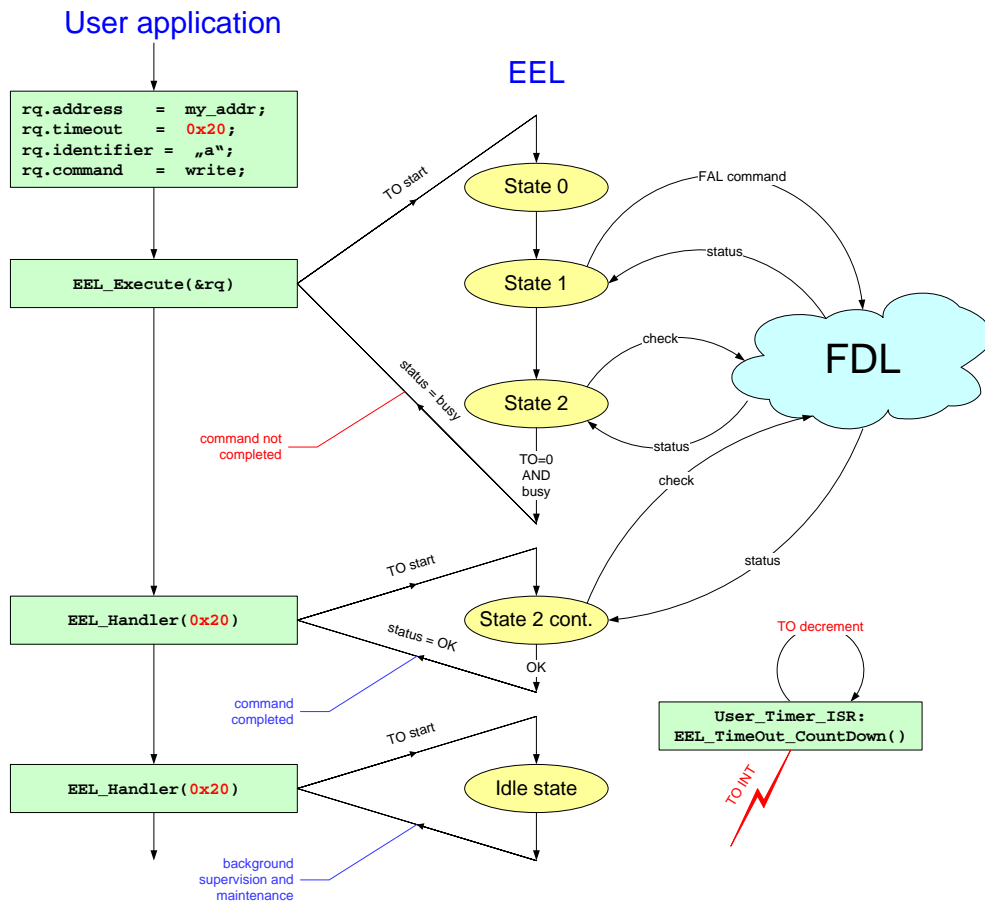 User application
EEL
rq.address = my_addr;
rq.timeout = 0x20;
rq.identifier = „a“;
rq.command = write;
TO start
State 0
FAL command
EEL_Execute(&rq)
State 1
status
status = busy
check
FDL
State 2
command not
completed
status
TO=0
AND
busy
check
TO start
status
EEL_Handler(0x20)
State 2 cont.
status = OK
OK
TO decrement
command
completed
User_Timer_ISR:
EEL_TimeOut_CountDown()
TO start
EEL_Handler(0x20)
Idle state
TO INT
background
supervision and
maintenance